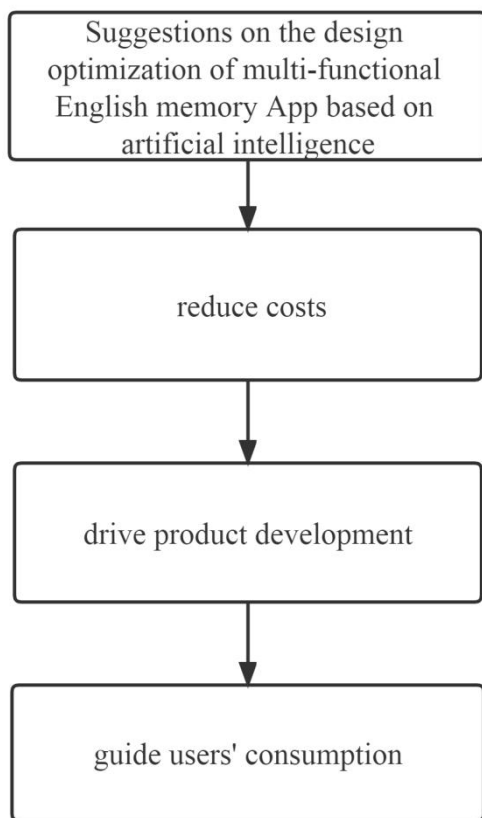 Suggestions on the design
optimization of multi-functional
English memory App based on
artificial intelligence
reduce costs
drive product development
guide users' consumption